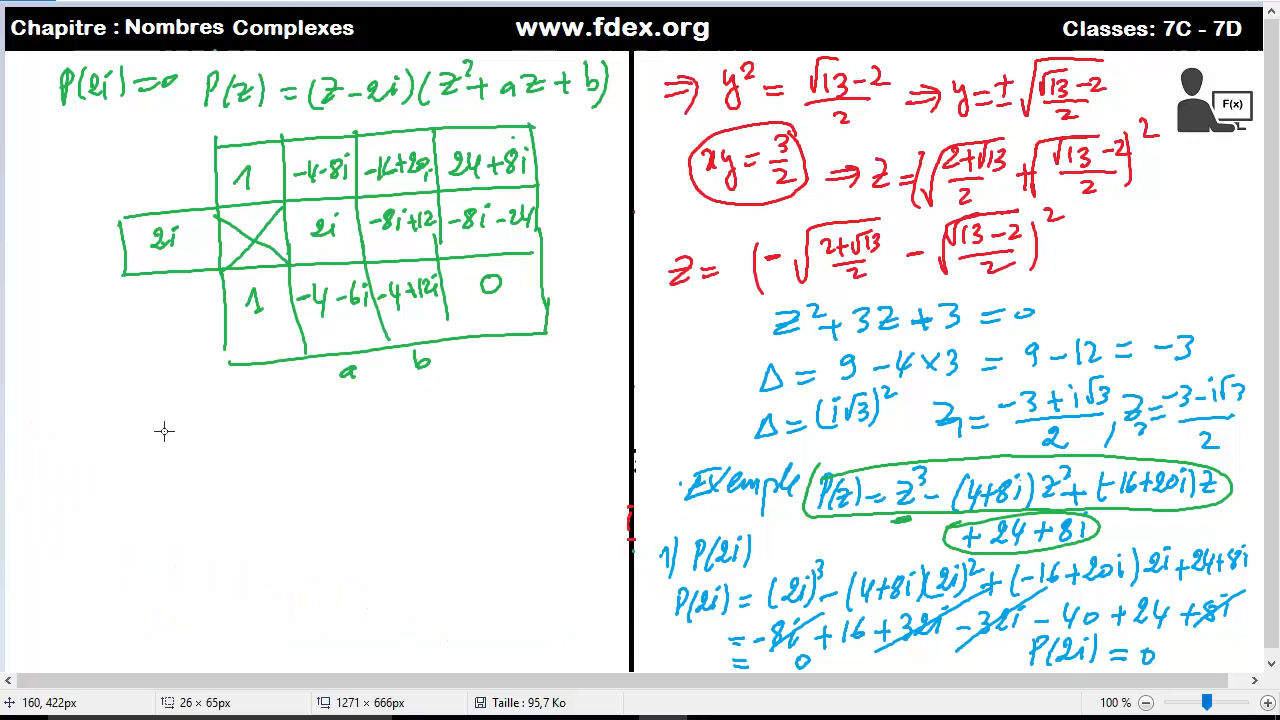 Chapitre : Nombres Complexes www.fdex.org Classes: 7C - 7D
P(2i)=0 P(z) = (z-2i)(z²+az+b)
1 -4-8i -16+20i 24+8i
2i 2i -8i+12 -8i-24
1 -4-6i -4+12i 0
a b
⇒ y² = (√13-2)/2 ⇒ y=±√((√13-2)/2)
F(x)
xy = 3/2 ⇒ z = (√((2+√13)/2) + √((√13-2)/2))²
z = (-√((2+√13)/2) - √((√13-2)/2))²
z²+3z+3 =0
Δ = 9-4×3 = 9-12 = -3
Δ = (i√3)² z₁ = (-3+i√3)/2, z₂ = (-3-i√3)/2
.Exemple P(z) = z³-(4+8i)z²+(-16+20i)z
+24+8i
1) P(2i)
P(2i) = (2i)³-(4+8i)(2i)²+(-16+20i)2i+24+8i
= -8i+16+32i-32i-40+24+8i
= 0 P(2i) = 0
160, 422px 26 × 65px 1271 × 666px Taille : 95,7 Ko 100 %